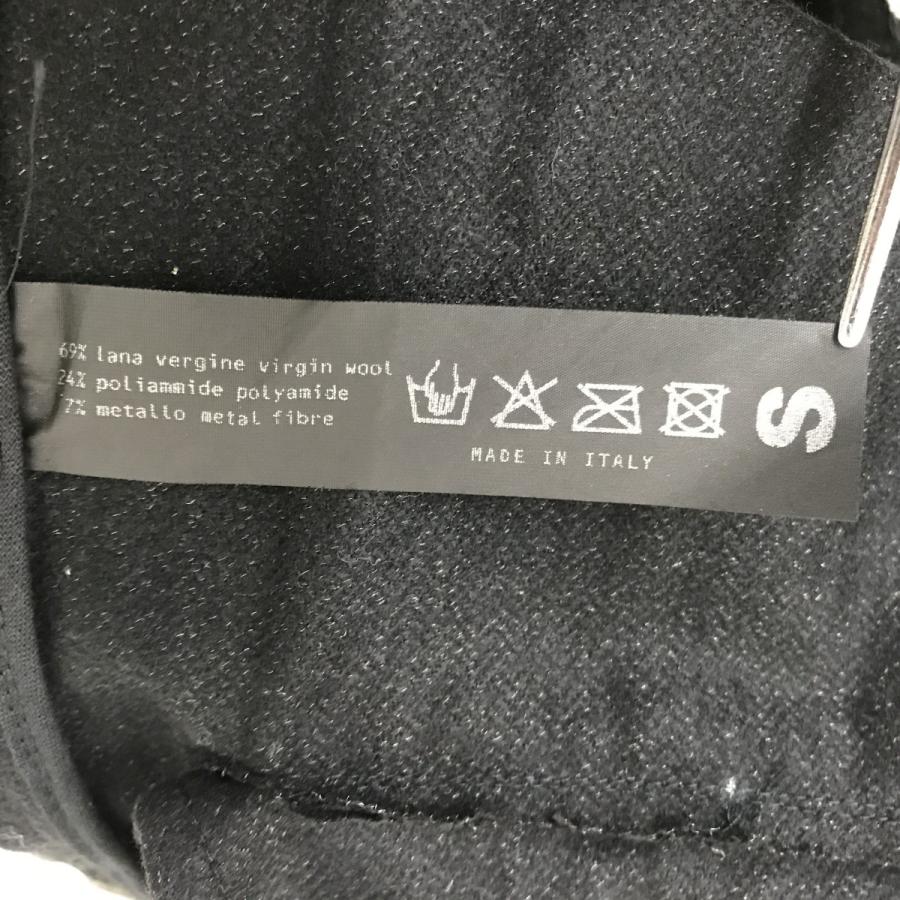 69% lana vergine virgin wool
24% poliammide polyamide
7% metallo metal fibre
MADE IN ITALY
S